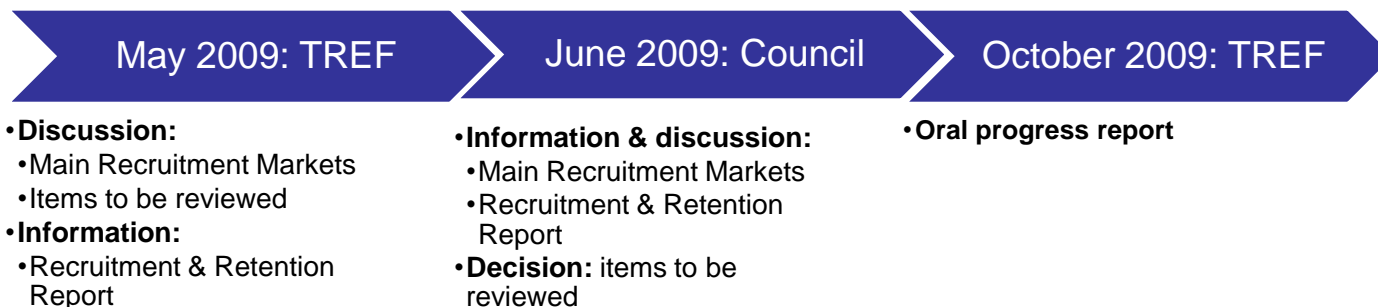 May 2009: TREF
•Discussion:
•Main Recruitment Markets
•Items to be reviewed
•Information:
•Recruitment & Retention
Report
June 2009: Council
•Information & discussion:
•Main Recruitment Markets
•Recruitment & Retention
Report
•Decision: items to be
reviewed
October 2009: TREF
•Oral progress report